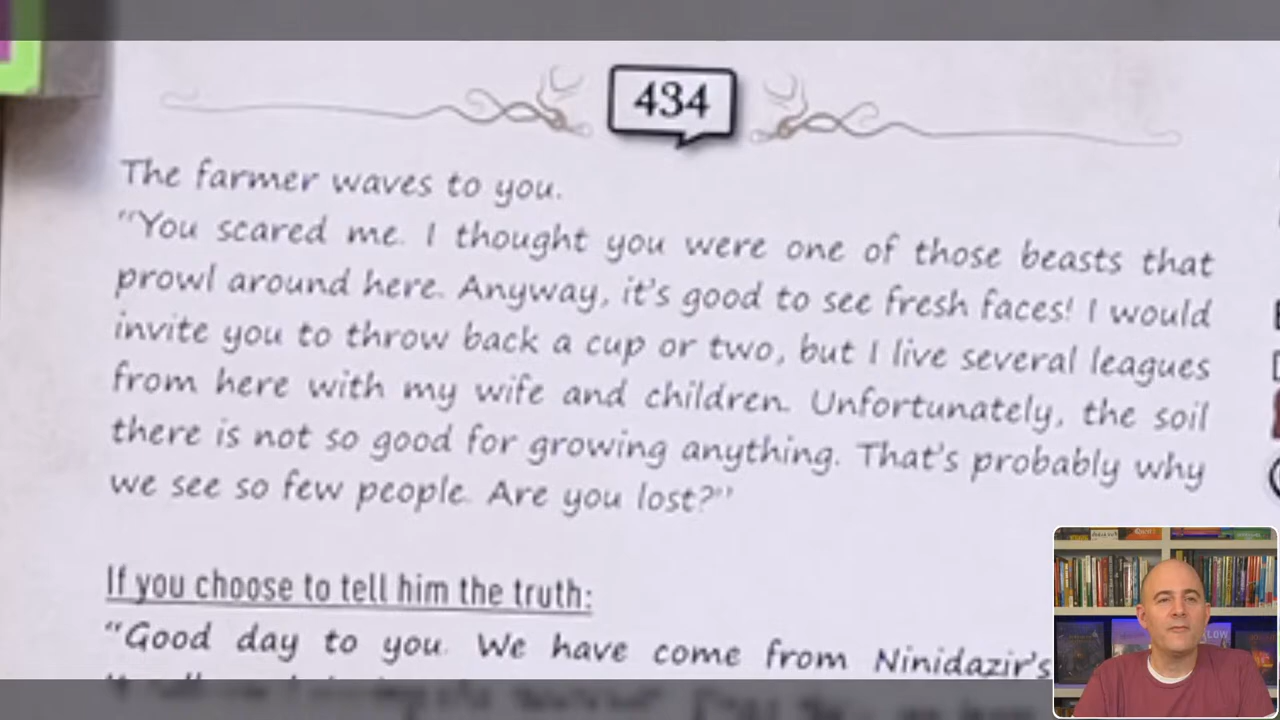 434
The farmer waves to you.
"You scared me. I thought you were one of those beasts that
prowl around here. Anyway, it's good to see fresh faces! I would
invite you to throw back a cup or two, but I live several leagues
from here with my wife and children. Unfortunately, the soil
there is not so good for growing anything. That's probably why
we see so few people. Are you lost?"
If you choose to tell him the truth:
"Good day to you. We have come from Ninidazir's